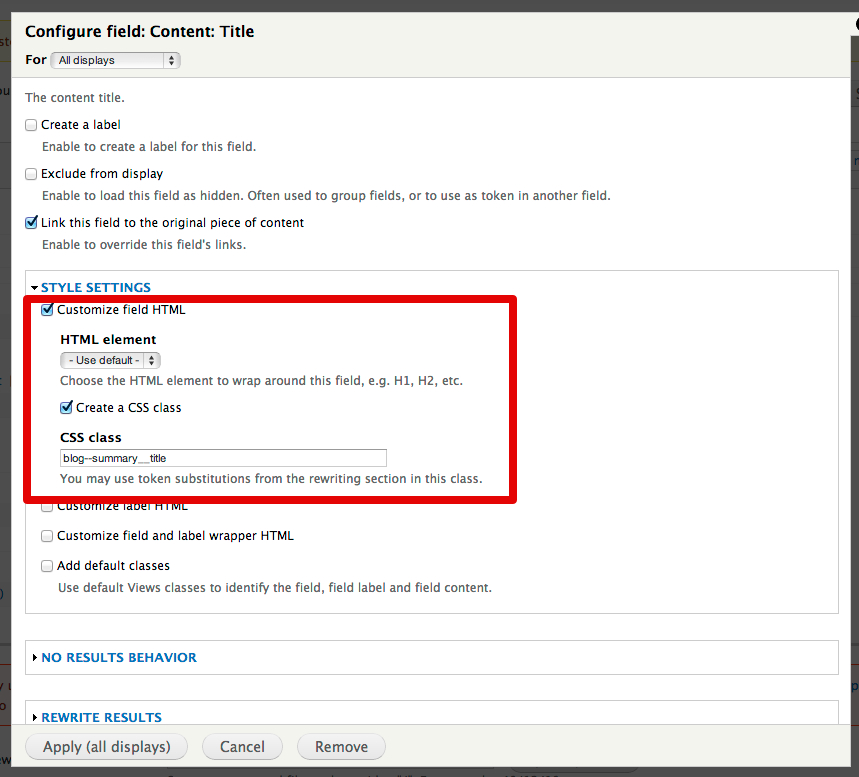 Configure field: Content: Title
For All displays
The content title.
Create a label
Enable to create a label for this field.
Exclude from display
Enable to load this field as hidden. Often used to group fields, or to use as token in another field.
Link this field to the original piece of content
Enable to override this field's links.
STYLE SETTINGS
Customize field HTML
HTML element
- Use default -
Choose the HTML element to wrap around this field, e.g. H1, H2, etc.
Create a CSS class
CSS class
blog--summary__title
You may use token substitutions from the rewriting section in this class.
Customize label HTML
Customize field and label wrapper HTML
Add default classes
Use default Views classes to identify the field, field label and field content.
NO RESULTS BEHAVIOR
REWRITE RESULTS
Apply (all displays) Cancel Remove